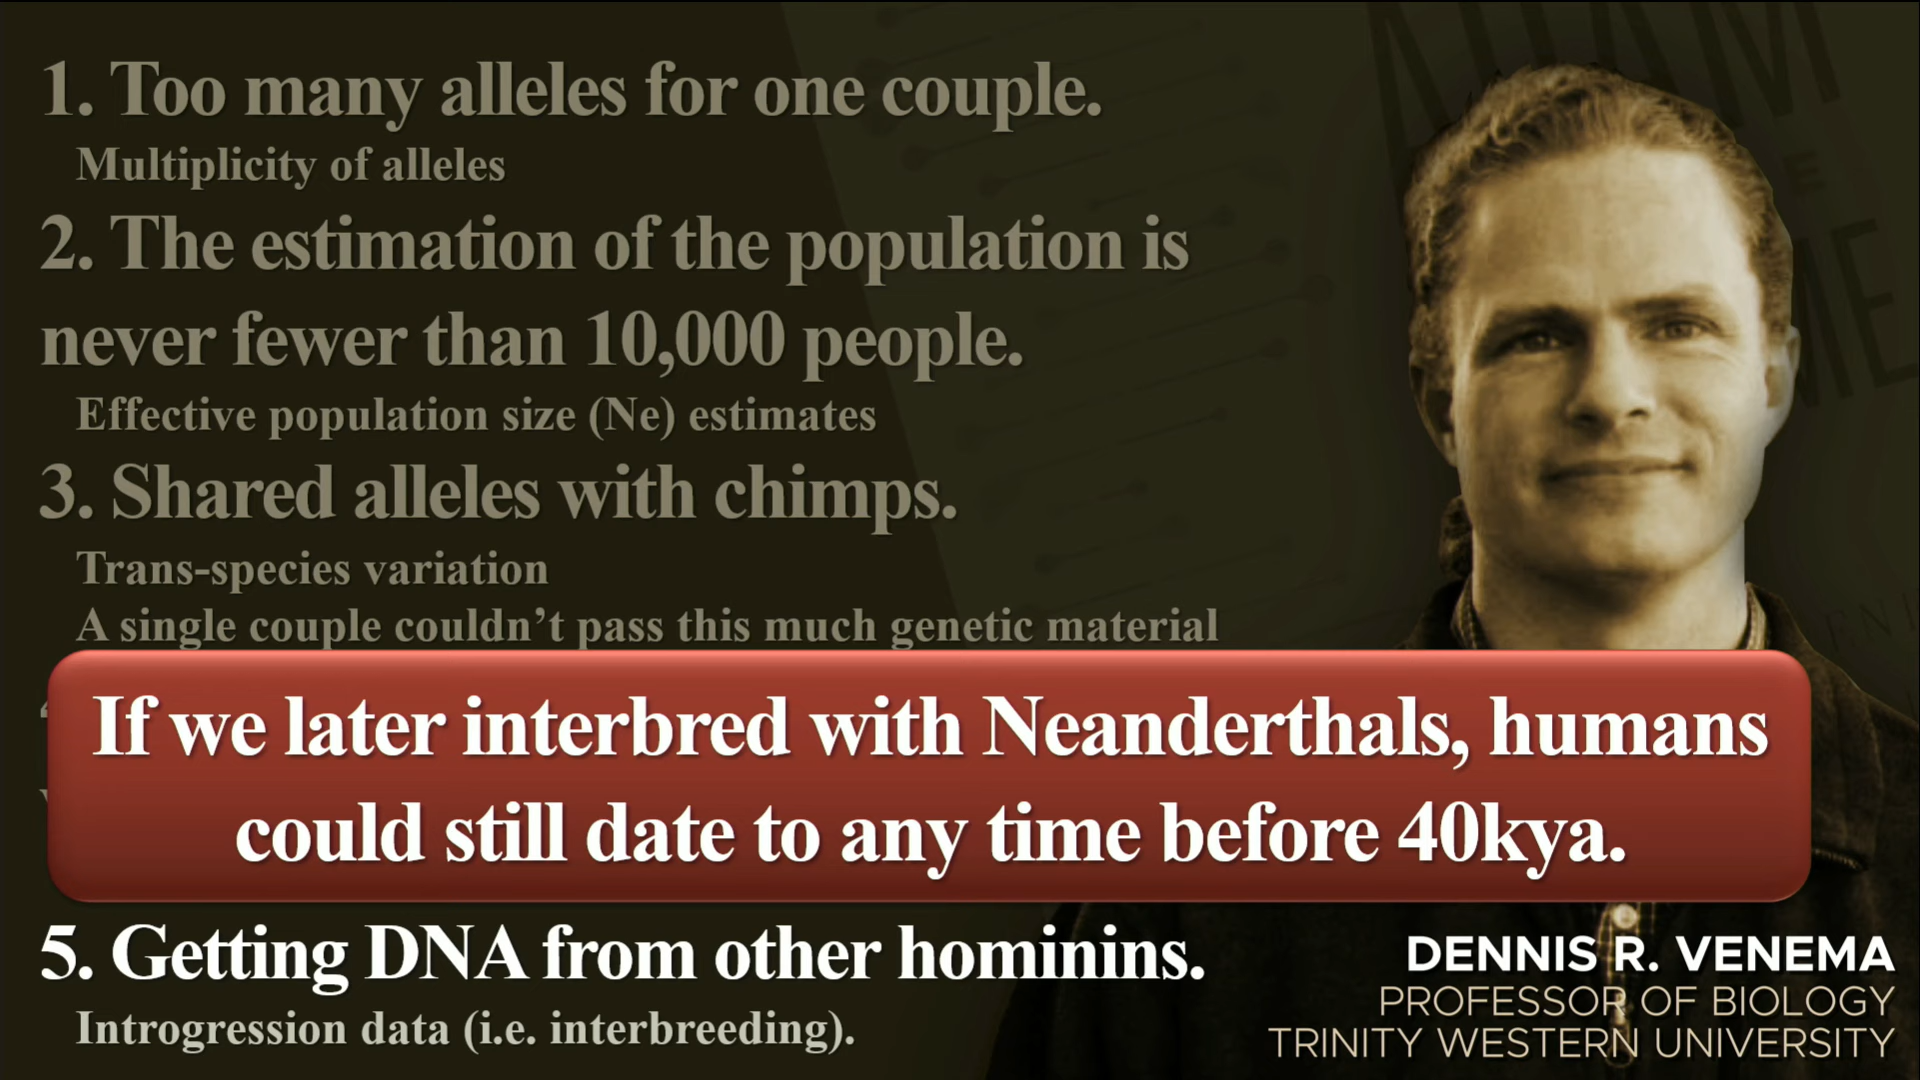 1. Too many alleles for one couple.
Multiplicity of alleles
2. The estimation of the population is
never fewer than 10,000 people.
Effective population size (Ne) estimates
3. Shared alleles with chimps.
Trans-species variation
A single couple couldn’t pass this much genetic material
If we later interbred with Neanderthals, humans
could still date to any time before 40kya.
5. Getting DNA from other hominins.
Introgression data (i.e. interbreeding).
DENNIS R. VENEMA
PROFESSOR OF BIOLOGY
TRINITY WESTERN UNIVERSITY